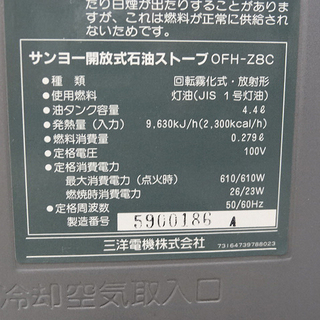 たり白煙が出たりすることがあり
ますが、これは燃料が正常に供給され
ないためです。
サンヨー開放式石油ストーブ OFH-Z8C
●種類 回転霧化式・放射形
●使用燃料 灯油(JIS 1号灯油)
●油タンク容量 4.4ℓ
●発熱量(入力) 9,630kJ/h(2,300kcal/h)
●燃料消費量 0.279ℓ
●定格電圧 100V
●定格消費電力
最大消費電力(点火時) 610/610W
燃焼時消費電力 26/23W
●定格周波数 50/60Hz
製造番号 5900186 A
三洋電機株式会社
73164739788023
冷却空気取入口